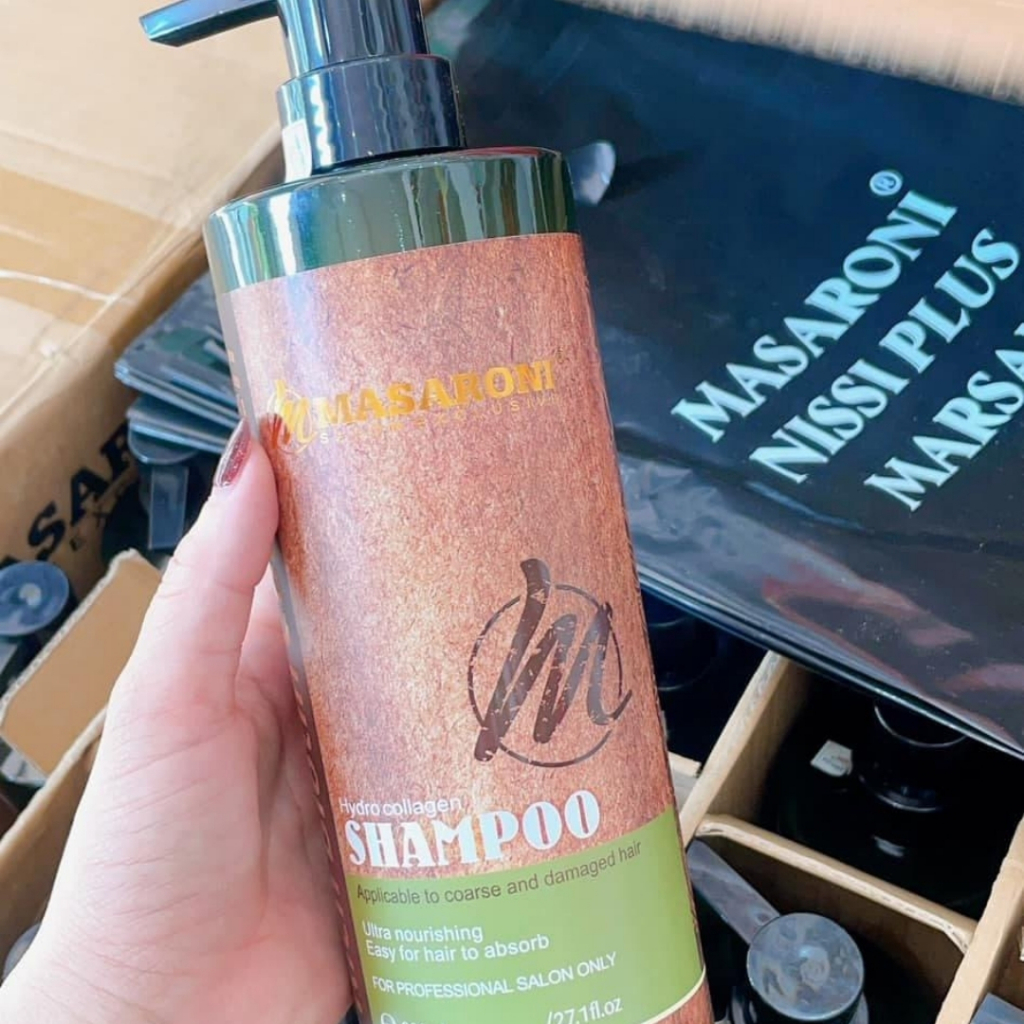 MASARONI
Hydro collagen
SHAMPOO
Applicable to coarse and damaged hair
Ultra nourishing
Easy for hair to absorb
FOR PROFESSIONAL SALON ONLY
/27.1fl.oz
MASARONI®
NISSI PLUS